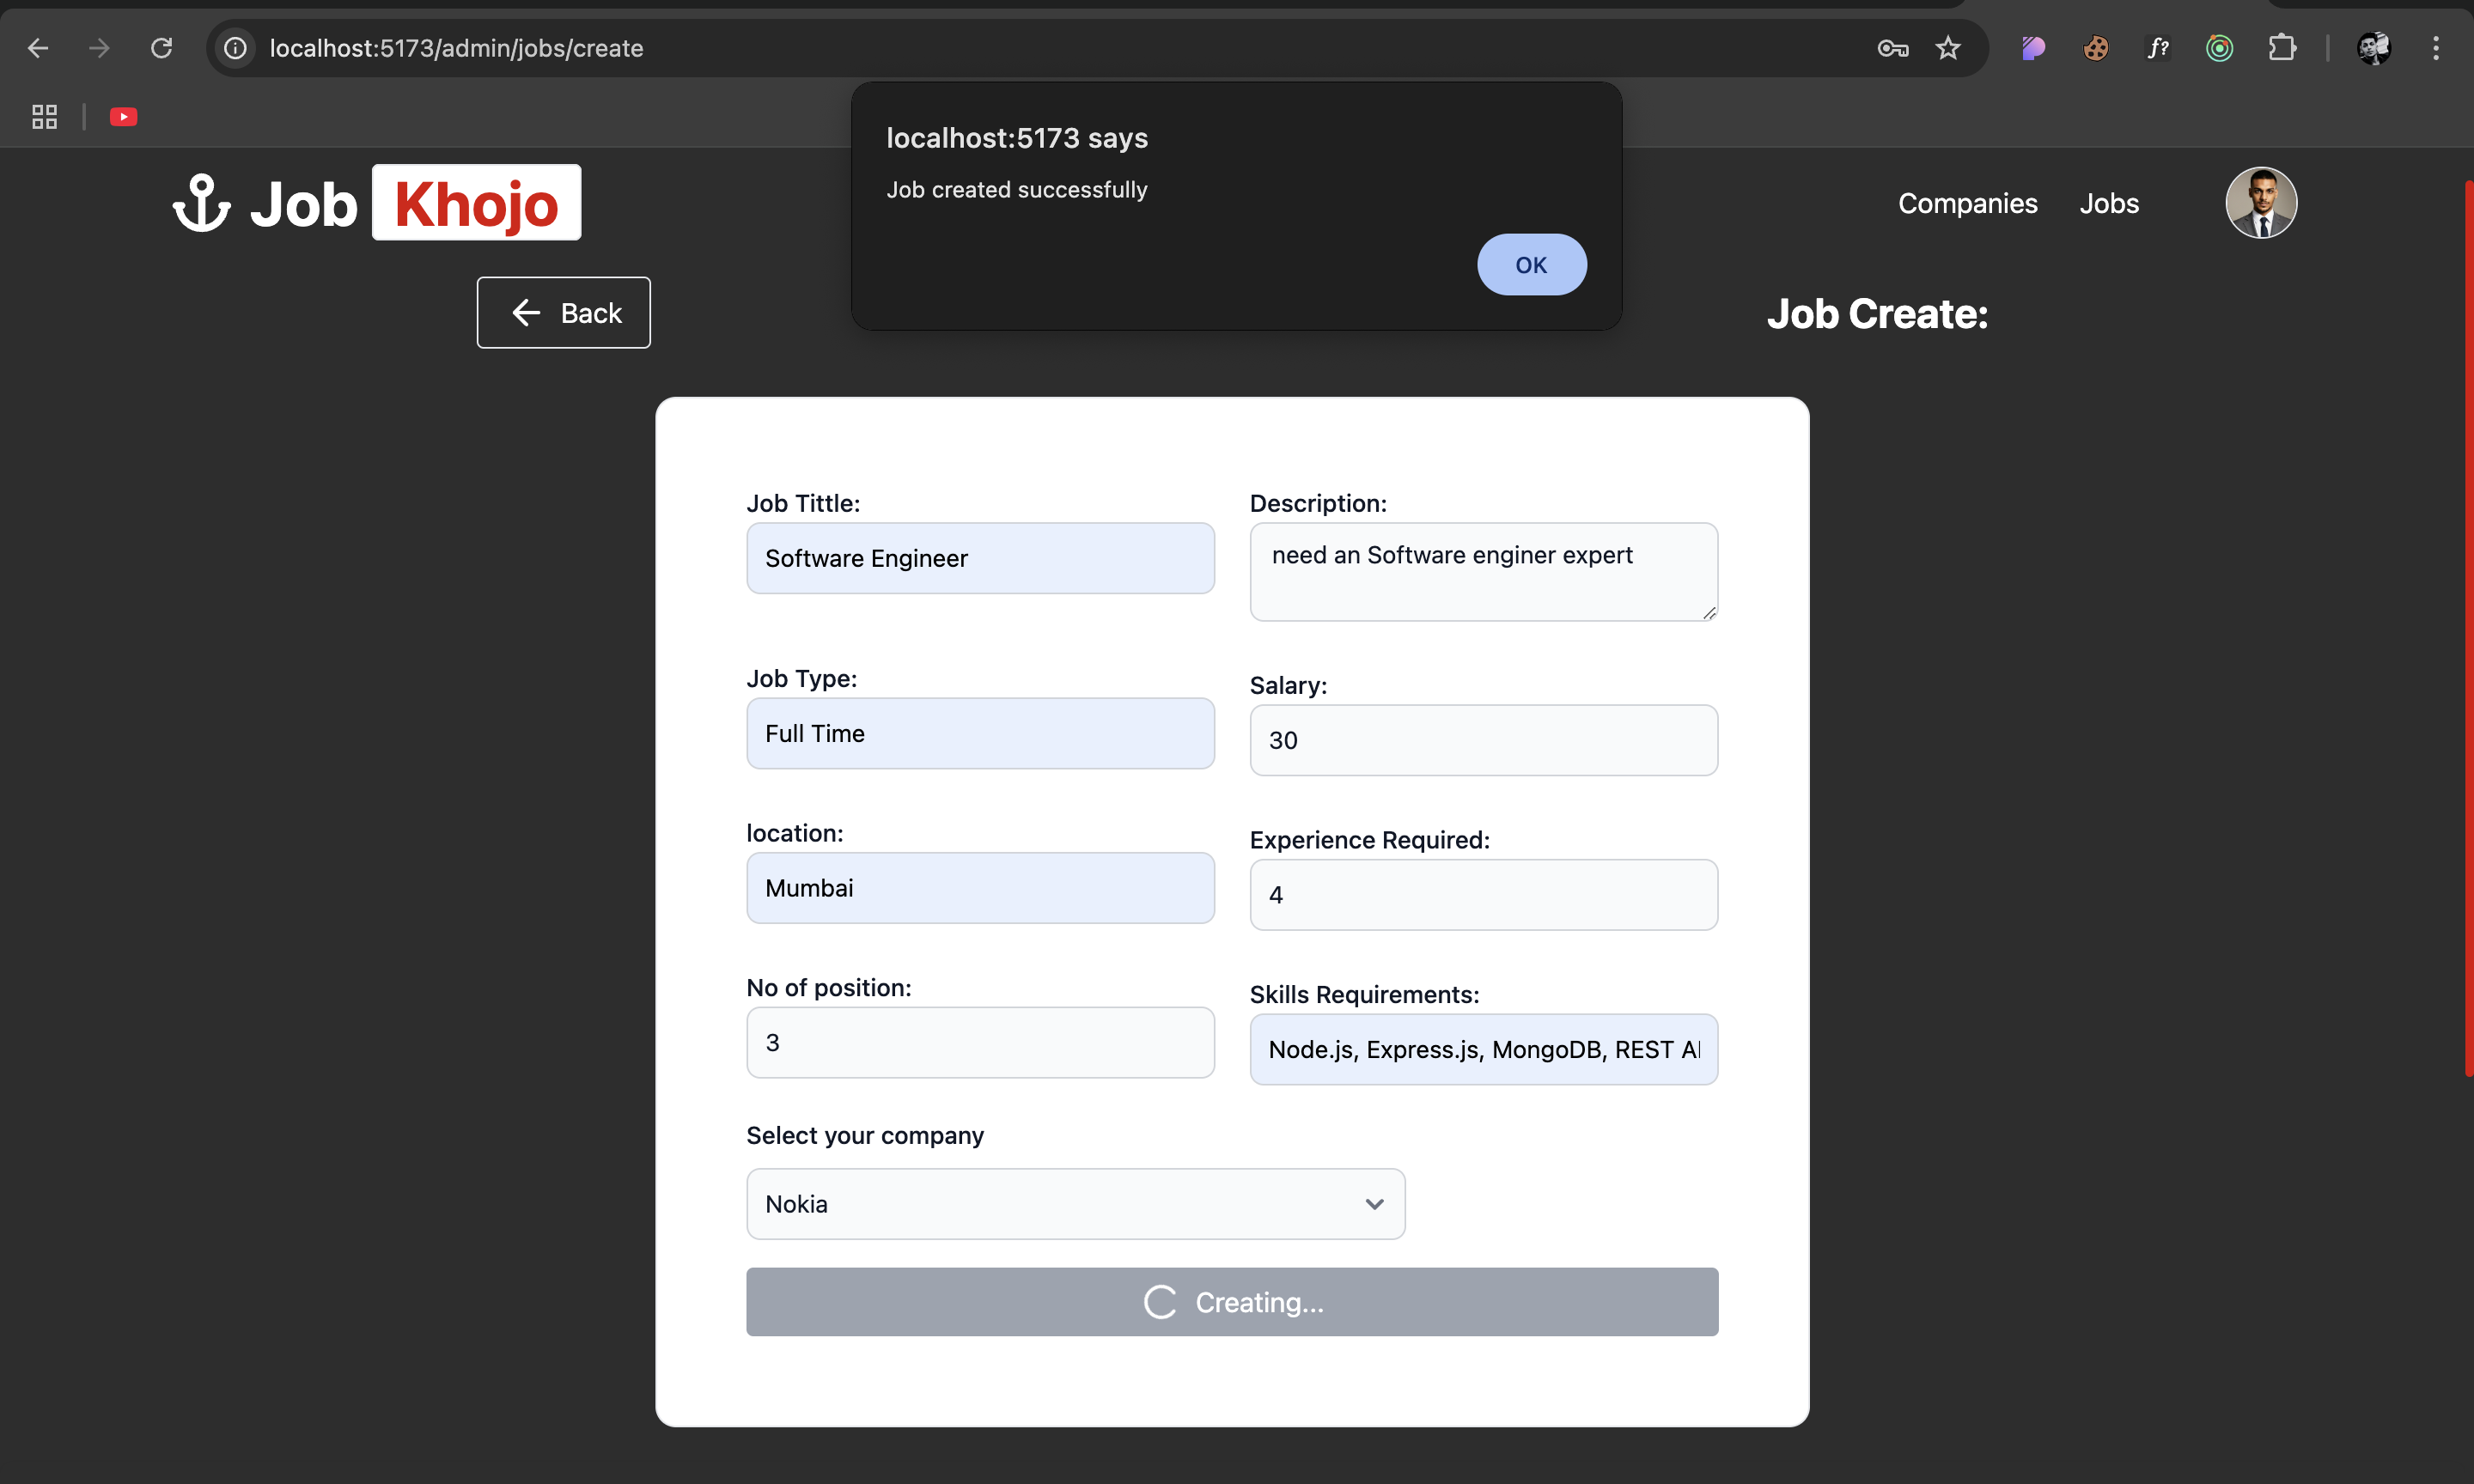 localhost:5173/admin/jobs/create
f?
localhost:5173 says
Job created successfully
OK
Job Khojo
Companies
Jobs
Back
Job Create:
Job Tittle:
Software Engineer
Description:
need an Software enginer expert
Job Type:
Full Time
Salary:
30
location:
Mumbai
Experience Required:
4
No of position:
3
Skills Requirements:
Node.js, Express.js, MongoDB, REST
Select your company
Nokia
Creating...